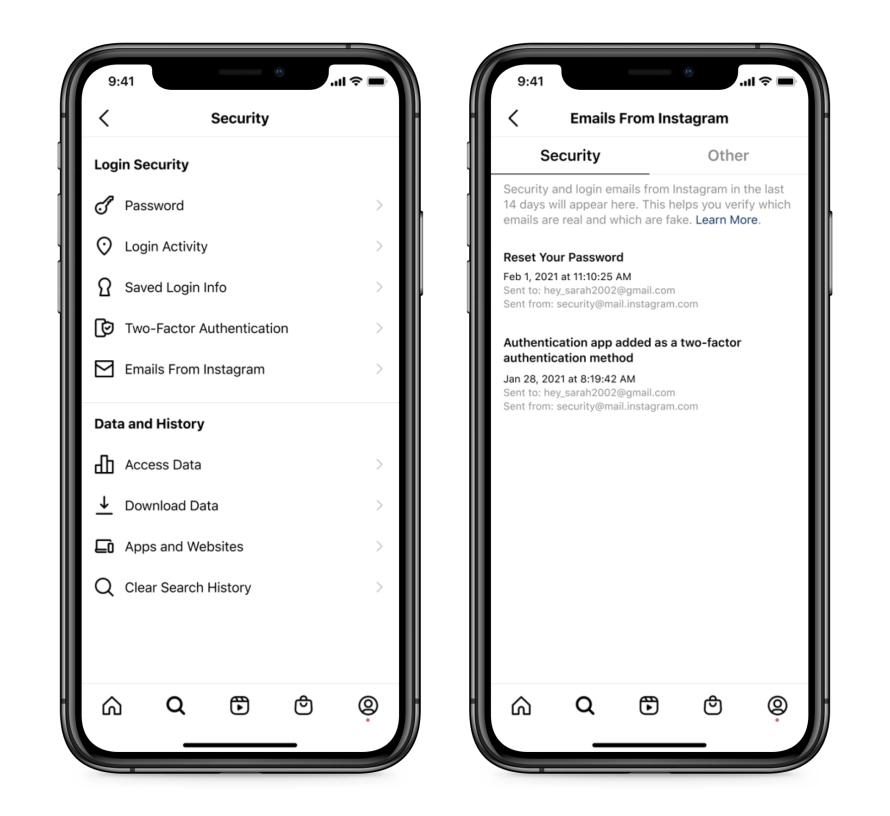 9:41
Security
Login Security
Password
Login Activity
Saved Login Info
Two-Factor Authentication
Emails From Instagram
Data and History
Access Data
Download Data
Apps and Websites
Clear Search History
9:41
Emails From Instagram
Security Other
Security and login emails from Instagram in the last
14 days will appear here. This helps you verify which
emails are real and which are fake. Learn More.
Reset Your Password
Feb 1, 2021 at 11:10:25 AM
Sent to: hey_sarah2002@gmail.com
Sent from: security@mail.instagram.com
Authentication app added as a two-factor
authentication method
Jan 28, 2021 at 8:19:42 AM
Sent to: hey_sarah2002@gmail.com
Sent from: security@mail.instagram.com